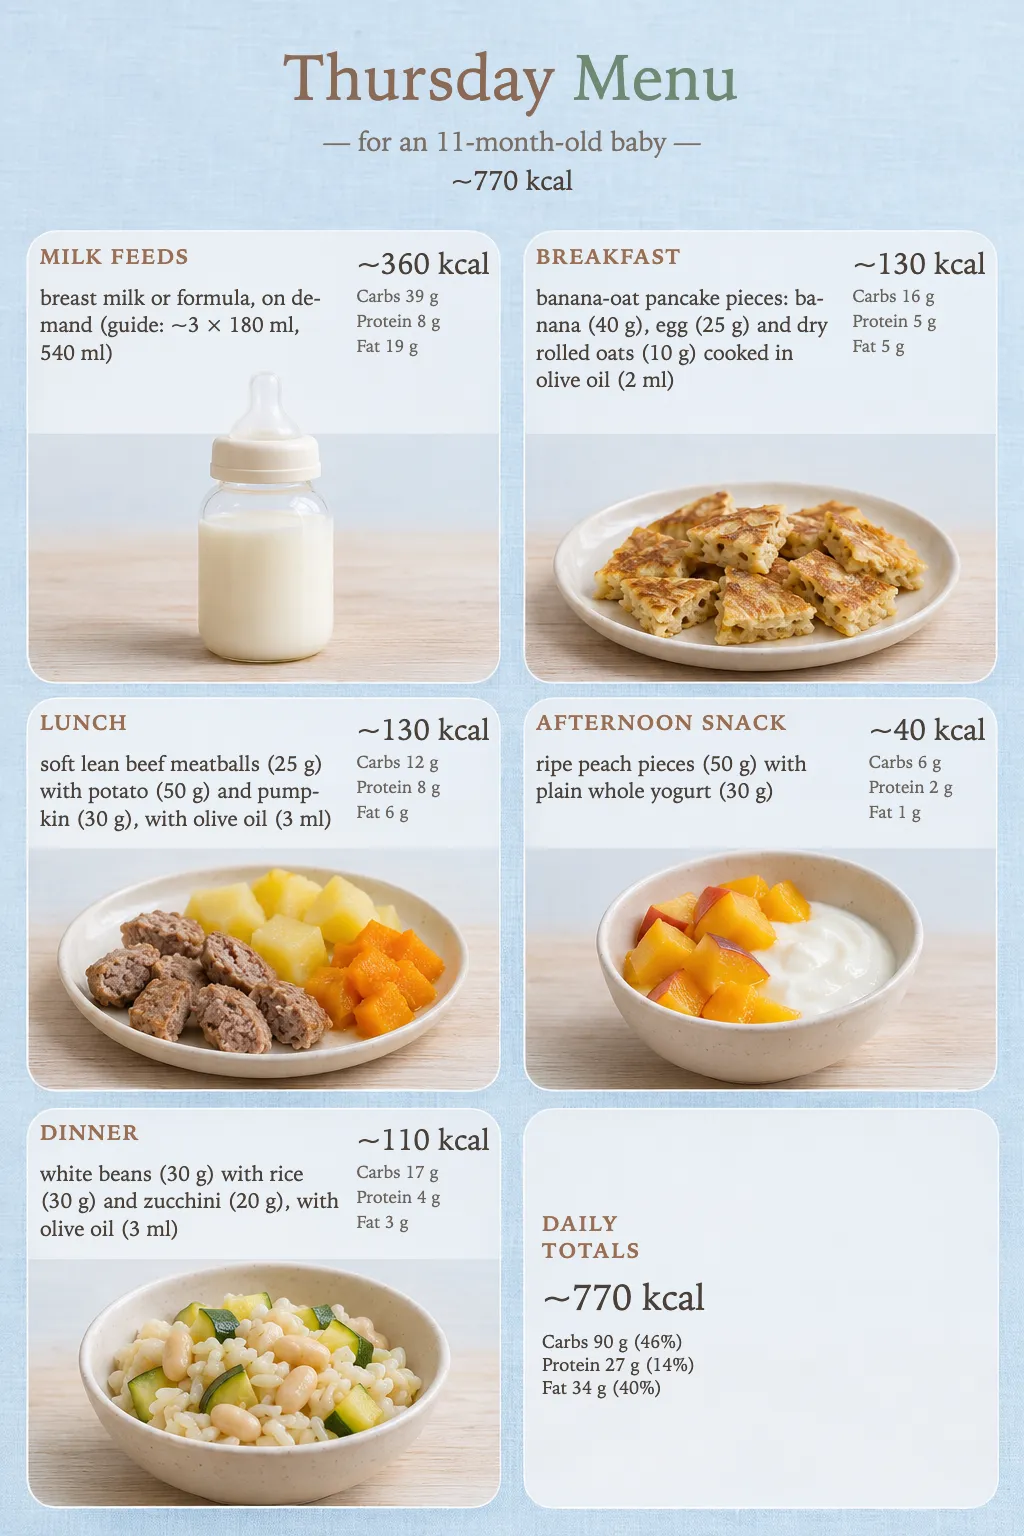 Thursday Menu
— for an 11-month-old baby —
~770 kcal
MILK FEEDS
~360 kcal
breast milk or formula, on de-
mand (guide: ~3 × 180 ml,
540 ml)
Carbs 39 g
Protein 8 g
Fat 19 g
BREAKFAST
~130 kcal
banana-oat pancake pieces: ba-
nana (40 g), egg (25 g) and dry
rolled oats (10 g) cooked in
olive oil (2 ml)
Carbs 16 g
Protein 5 g
Fat 5 g
LUNCH
~130 kcal
soft lean beef meatballs (25 g)
with potato (50 g) and pump-
kin (30 g), with olive oil (3 ml)
Carbs 12 g
Protein 8 g
Fat 6 g
AFTERNOON SNACK
~40 kcal
ripe peach pieces (50 g) with
plain whole yogurt (30 g)
Carbs 6 g
Protein 2 g
Fat 1 g
DINNER
~110 kcal
white beans (30 g) with rice
(30 g) and zucchini (20 g), with
olive oil (3 ml)
Carbs 17 g
Protein 4 g
Fat 3 g
DAILY
TOTALS
~770 kcal
Carbs 90 g (46%)
Protein 27 g (14%)
Fat 34 g (40%)